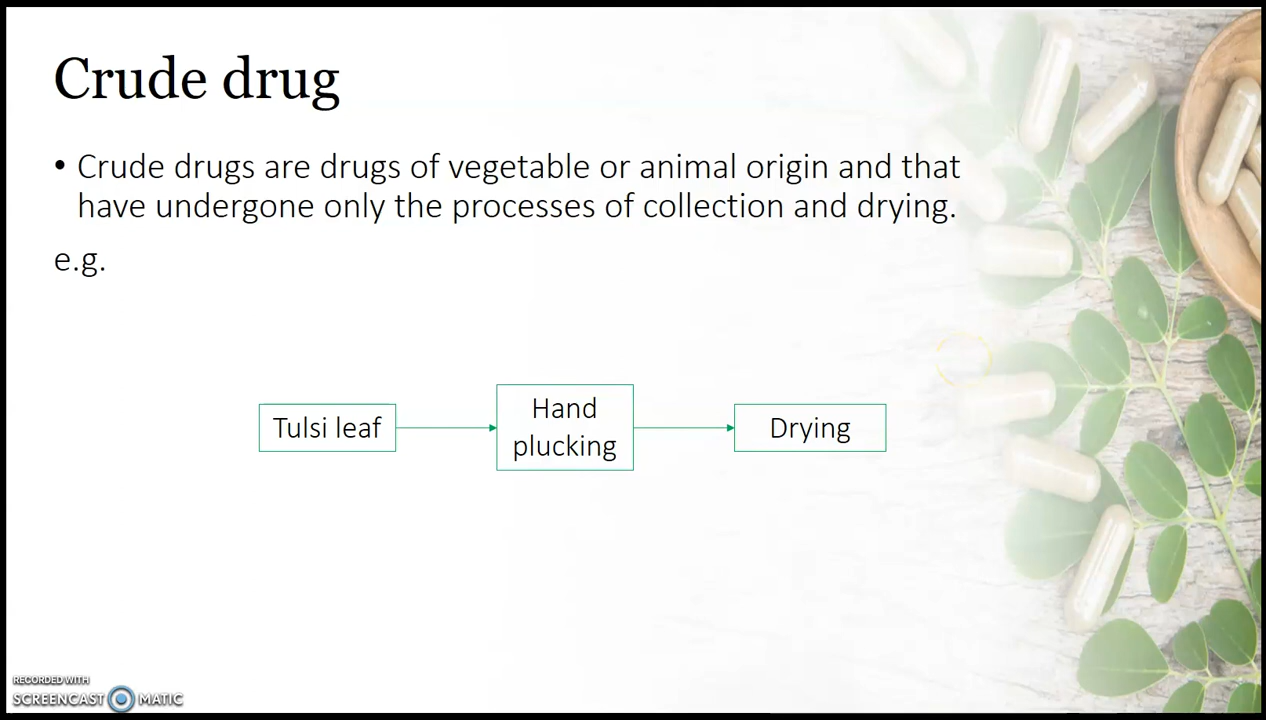 Crude drug
• Crude drugs are drugs of vegetable or animal origin and that
have undergone only the processes of collection and drying.
e.g.
Tulsi leaf
Hand
plucking
Drying
RECORDED WITH
SCREENCAST MATIC